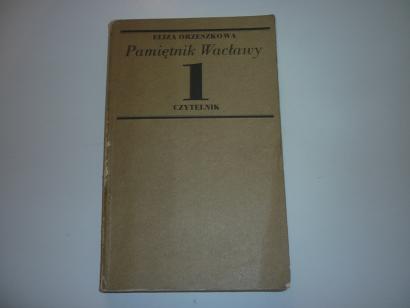 ELIZA ORZESZKOWA
Pamiętnik Wacławy
1
CZYTELNIK